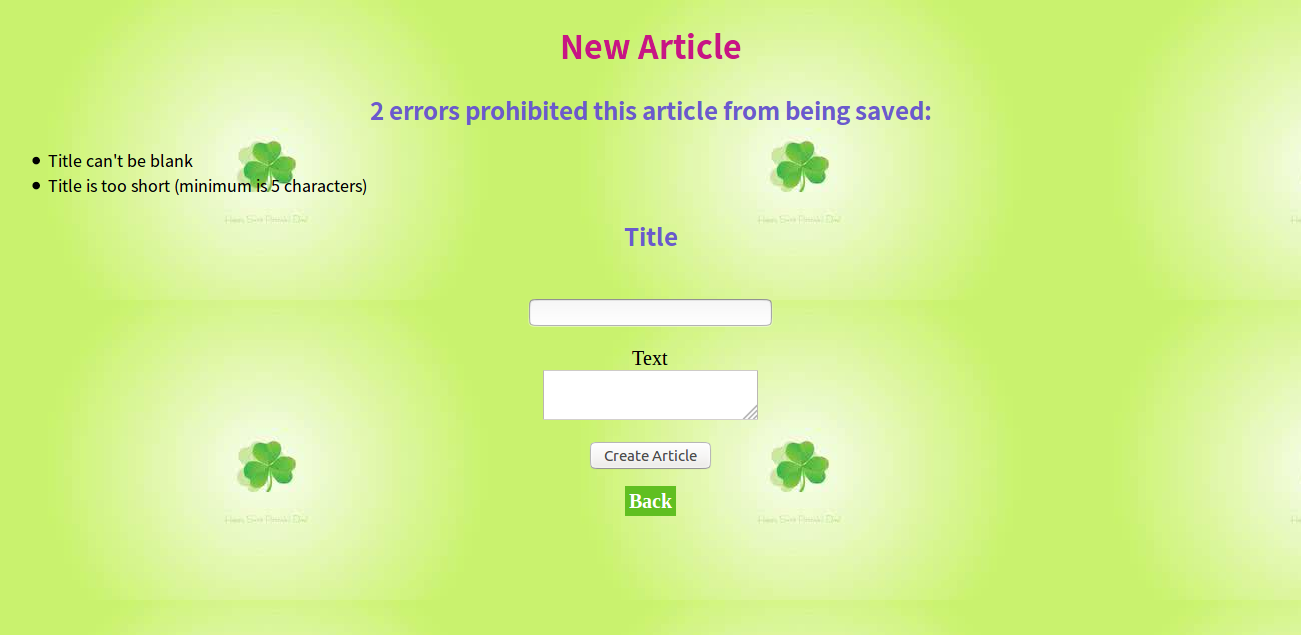 New Article
2 errors prohibited this article from being saved:
Title can't be blank
Title is too short (minimum is 5 characters)
Title
Text
Create Article
Back